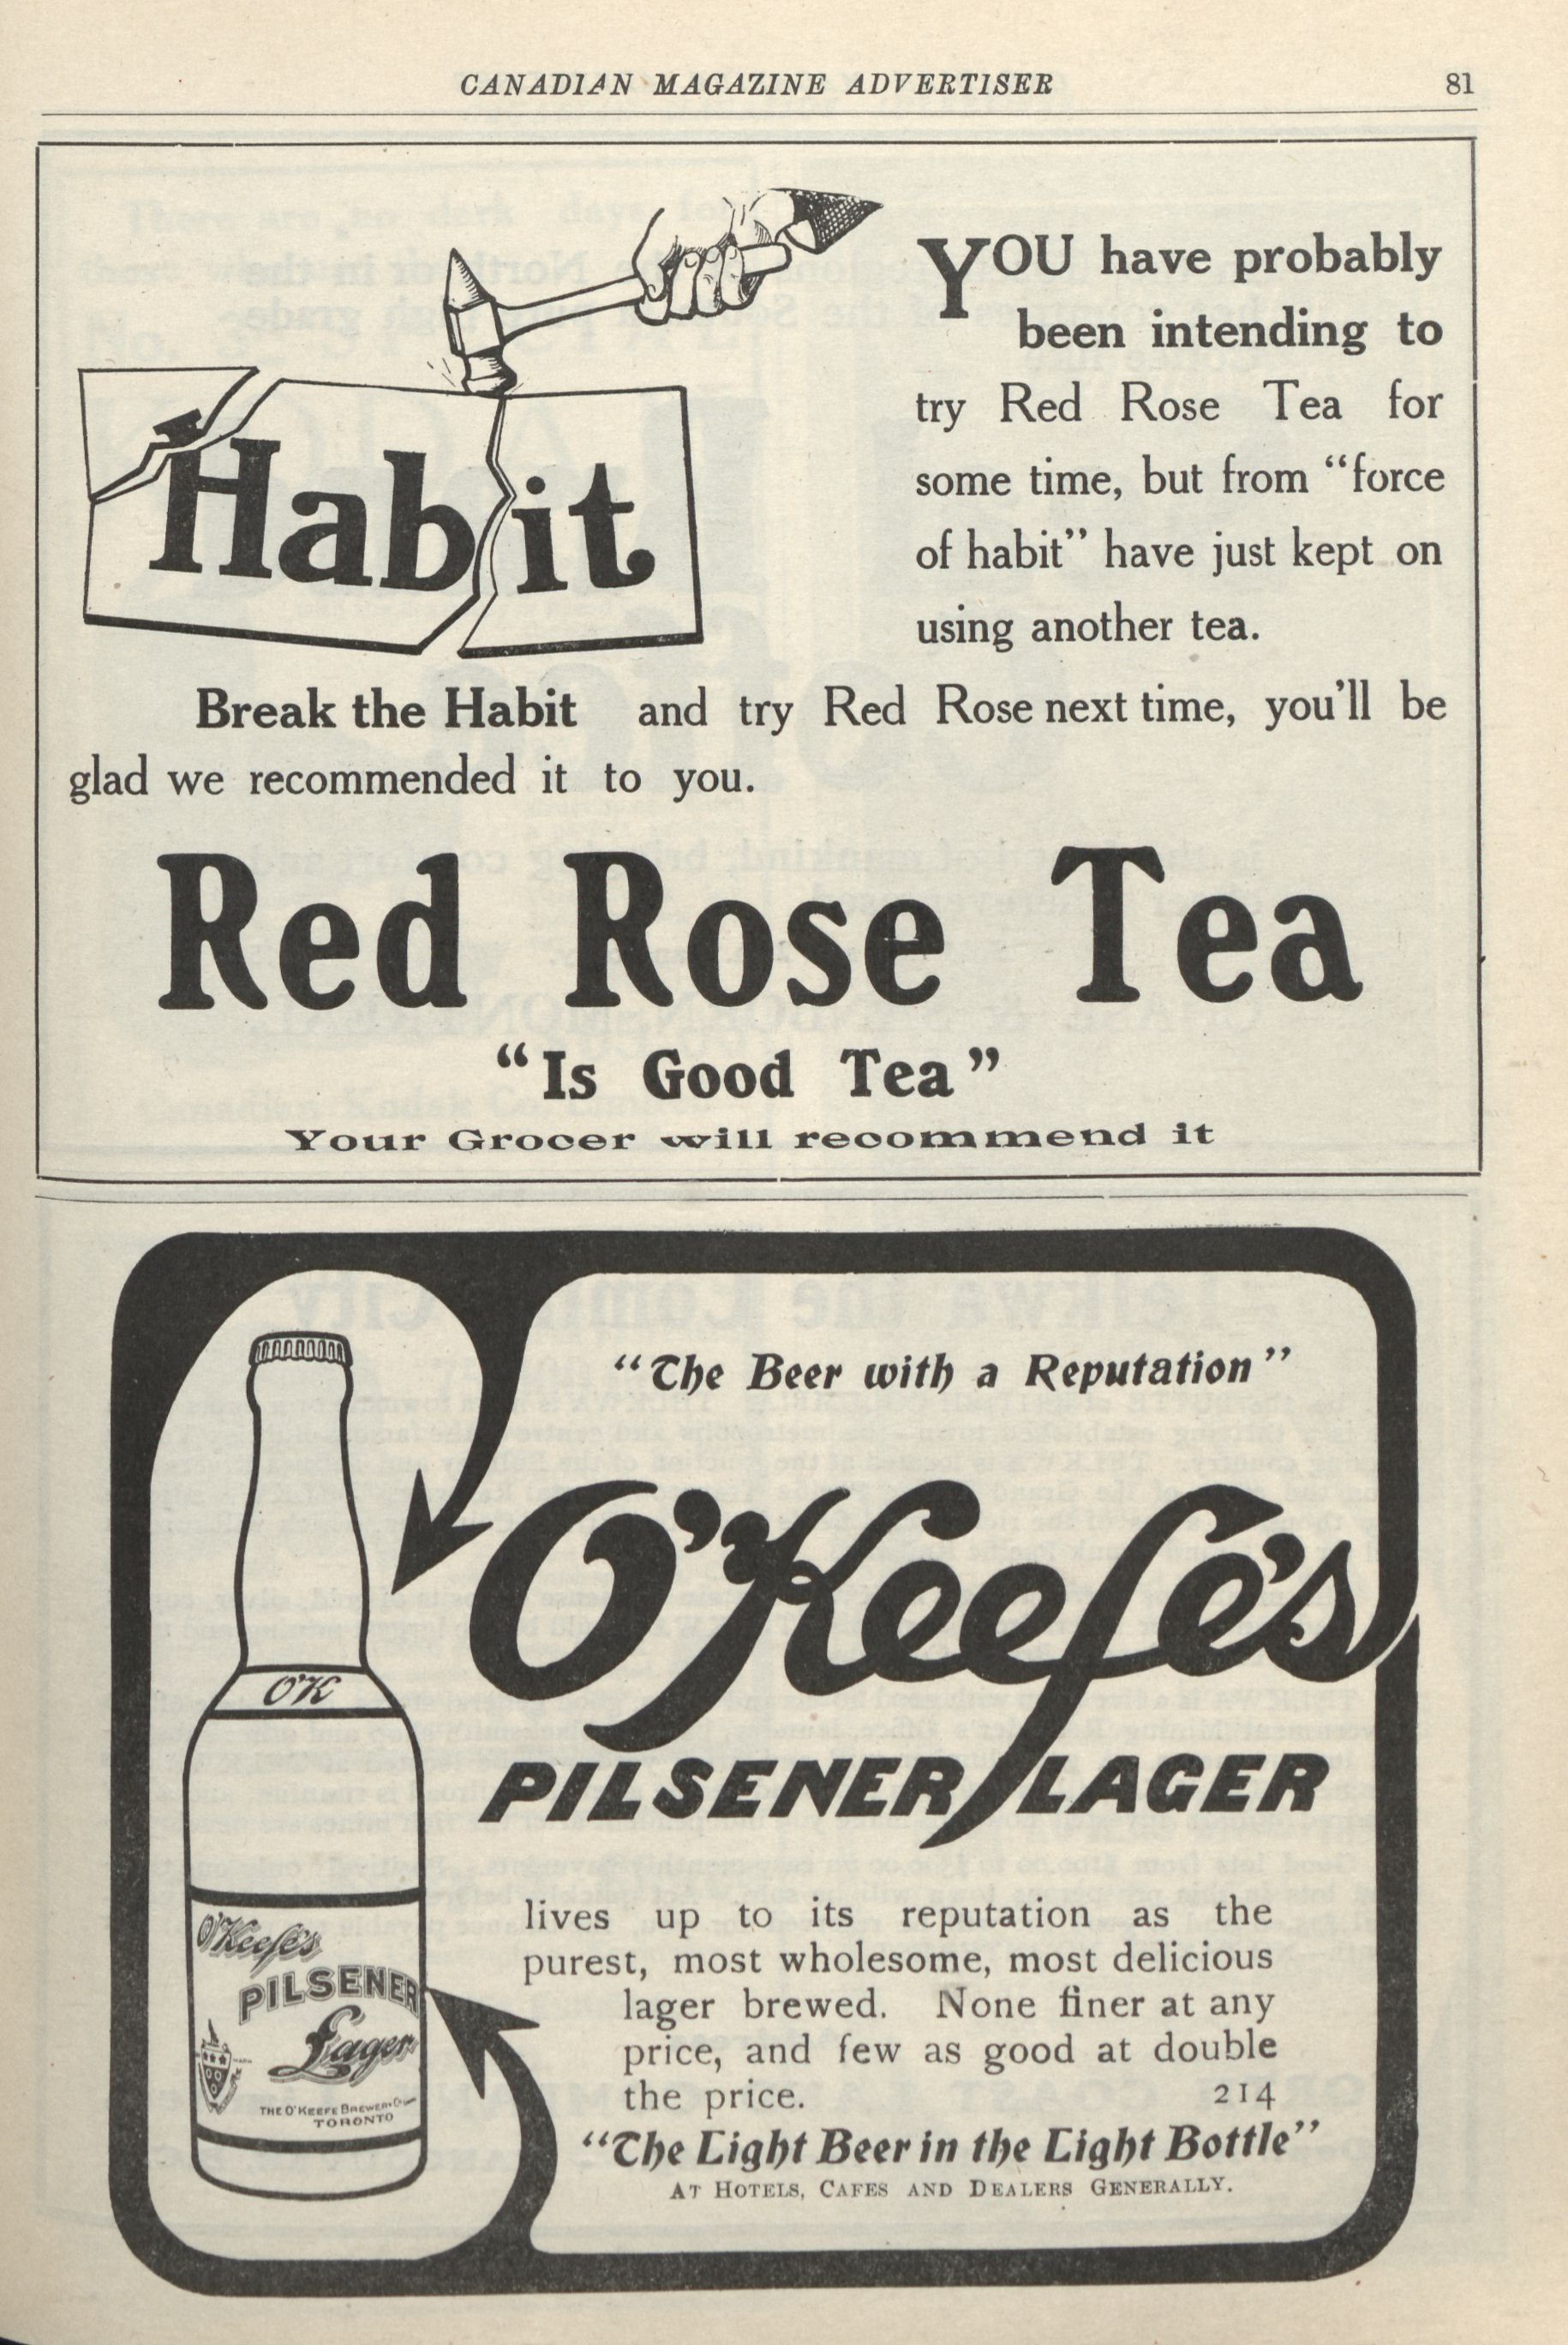 CANADIAN MAGAZINE ADVERTISER 81
Habit
YOU have probably
been intending to
try Red Rose Tea for
some time, but from “force
of habit” have just kept on
using another tea.
Break the Habit and try Red Rose next time, you’ll be
glad we recommended it to you.
Red Rose Tea
“Is Good Tea”
Your Grocer will recommend it
“The Beer with a Reputation”
O’Keefe’s
PILSENER LAGER
O’K
O’Keefe’s
PILSENER
Lager
THE O’KEEFE BREWERY Co
TORONTO
lives up to its reputation as the
purest, most wholesome, most delicious
lager brewed. None finer at any
price, and few as good at double
the price. 214
“The Light Beer in the Light Bottle”
AT HOTELS, CAFES AND DEALERS GENERALLY.